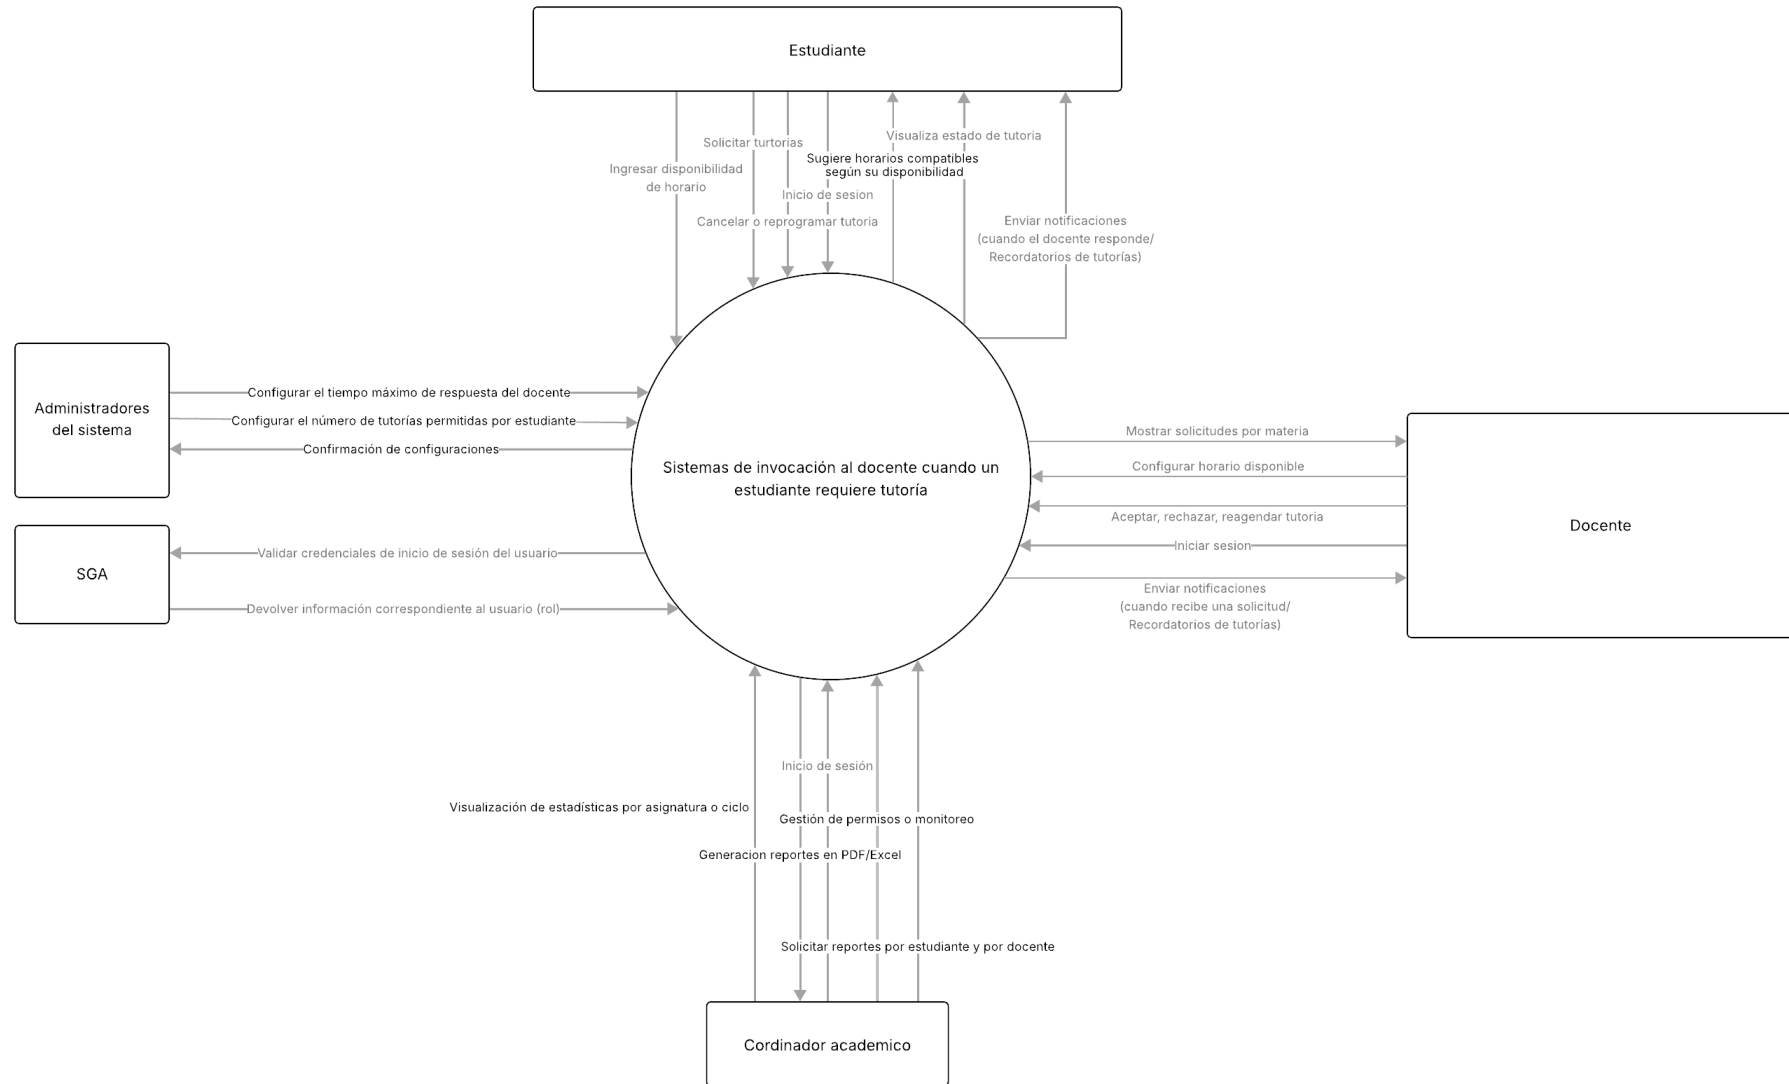 Estudiante
Solicitar turtorias
Visualiza estado de tutoria
Sugiere horarios compatibles
según su disponibilidad
Ingresar disponibilidad
de horario
Inicio de sesion
Cancelar o reprogramar tutoria
Enviar notificaciones
(cuando el docente responde/
Recordatorios de tutorías)
Administradores
del sistema
Configurar el tiempo máximo de respuesta del docente
Configurar el número de tutorías permitidas por estudiante
Confirmación de configuraciones
Sistemas de invocación al docente cuando un
estudiante requiere tutoría
Mostrar solicitudes por materia
Configurar horario disponible
Aceptar, rechazar, reagendar tutoria
Iniciar sesion
Enviar notificaciones
(cuando recibe una solicitud/
Recordatorios de tutorías)
Docente
SGA
Validar credenciales de inicio de sesión del usuario
Devolver información correspondiente al usuario (rol)
Inicio de sesión
Visualización de estadísticas por asignatura o ciclo
Gestión de permisos o monitoreo
Generacion reportes en PDF/Excel
Solicitar reportes por estudiante y por docente
Cordinador academico